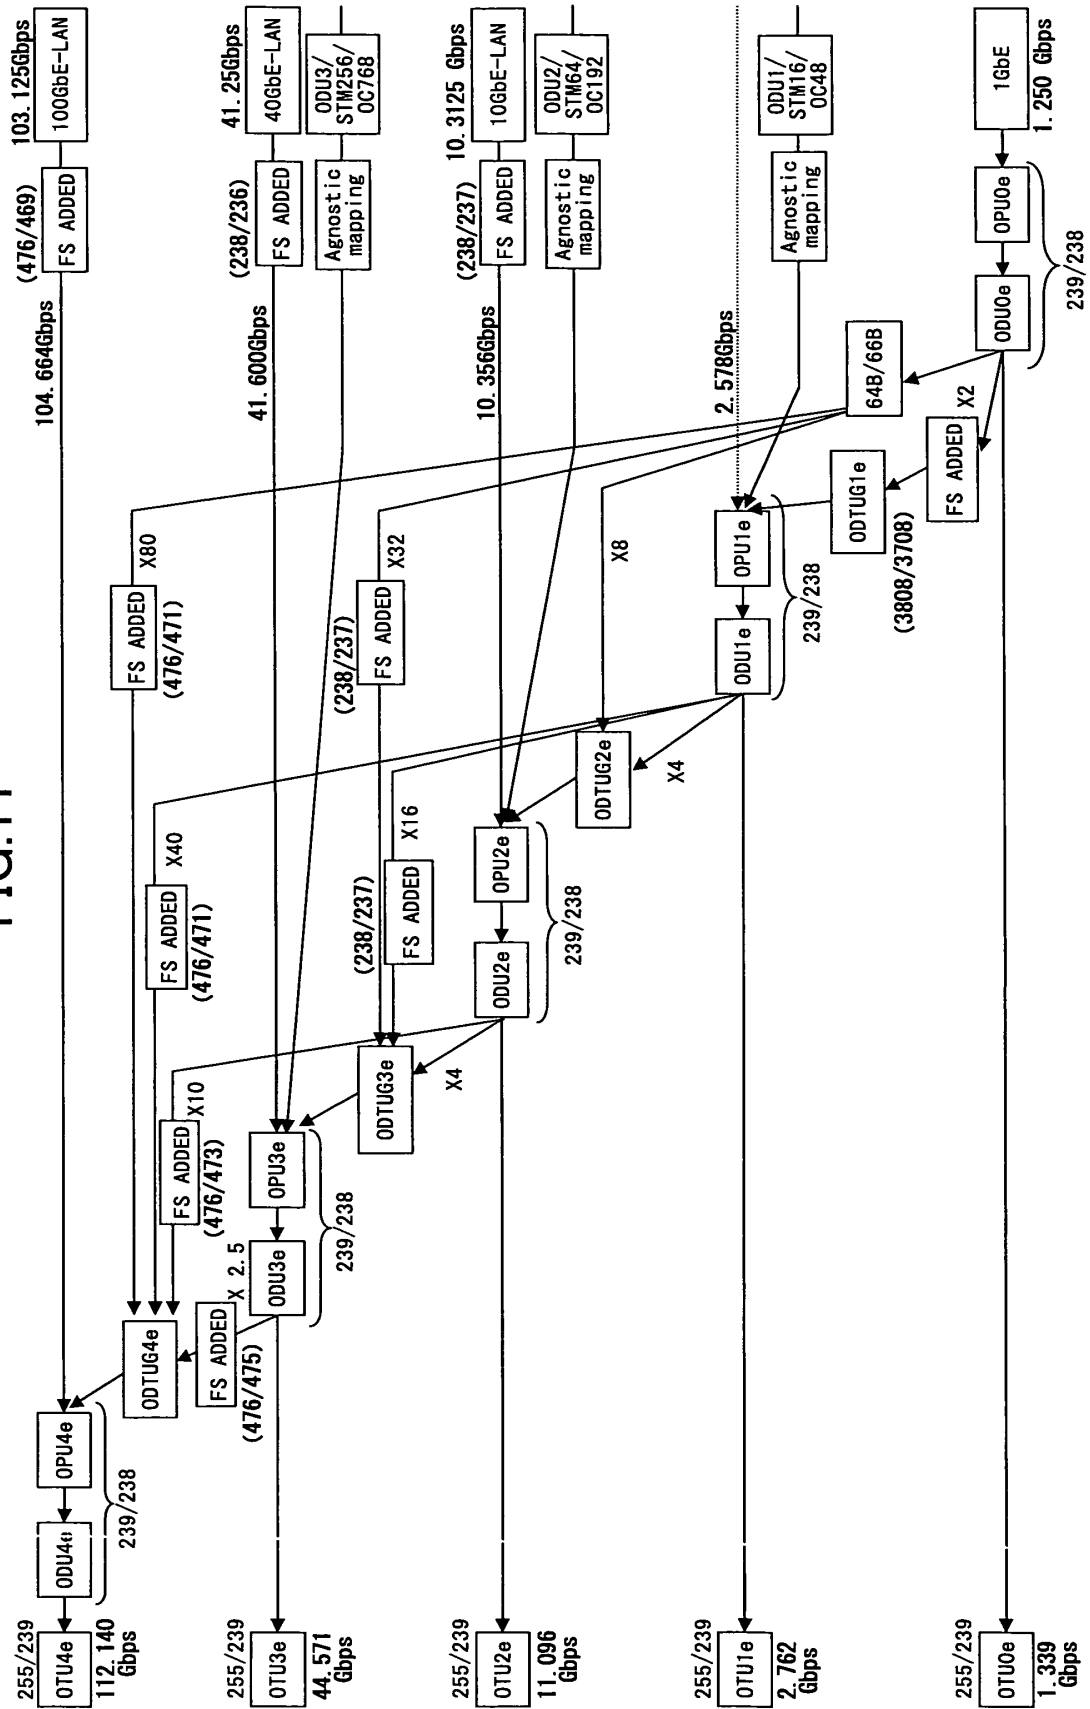 255/239
OTU4e
112.140
Gbps
ODU4e
OPU4e
239/238
104.664Gbps
(476/469)
FS ADDED
103.125Gbps
100GbE-LAN
ODTUG4e
FS ADDED
(476/471)
X80
FS ADDED
(476/471)
X40
FS ADDED
(476/473)
X10
FS ADDED
(476/475)
X 2.5
255/239
OTU3e
44.571
Gbps
ODU3e
OPU3e
239/238
41.600Gbps
(238/236)
FS ADDED
41.25Gbps
40GbE-LAN
Agnostic
mapping
ODU3/
STM256/
OC768
ODTUG3e
(238/237)
FS ADDED
X32
(238/237)
FS ADDED
X16
X4
255/239
OTU2e
11.096
Gbps
ODU2e
OPU2e
239/238
10.356Gbps
(238/237)
FS ADDED
10.3125 Gbps
10GbE-LAN
Agnostic
mapping
ODU2/
STM64/
OC192
ODTUG2e
X8
X4
255/239
OTU1e
2.762
Gbps
ODU1e
OPU1e
239/238
2.578Gbps
Agnostic
mapping
ODU1/
STM16/
OC48
ODTUG1e
(3808/3708)
64B/66B
FS ADDED
X2
255/239
OTU0e
1.339
Gbps
ODU0e
OPU0e
239/238
1GbE
1.250 Gbps